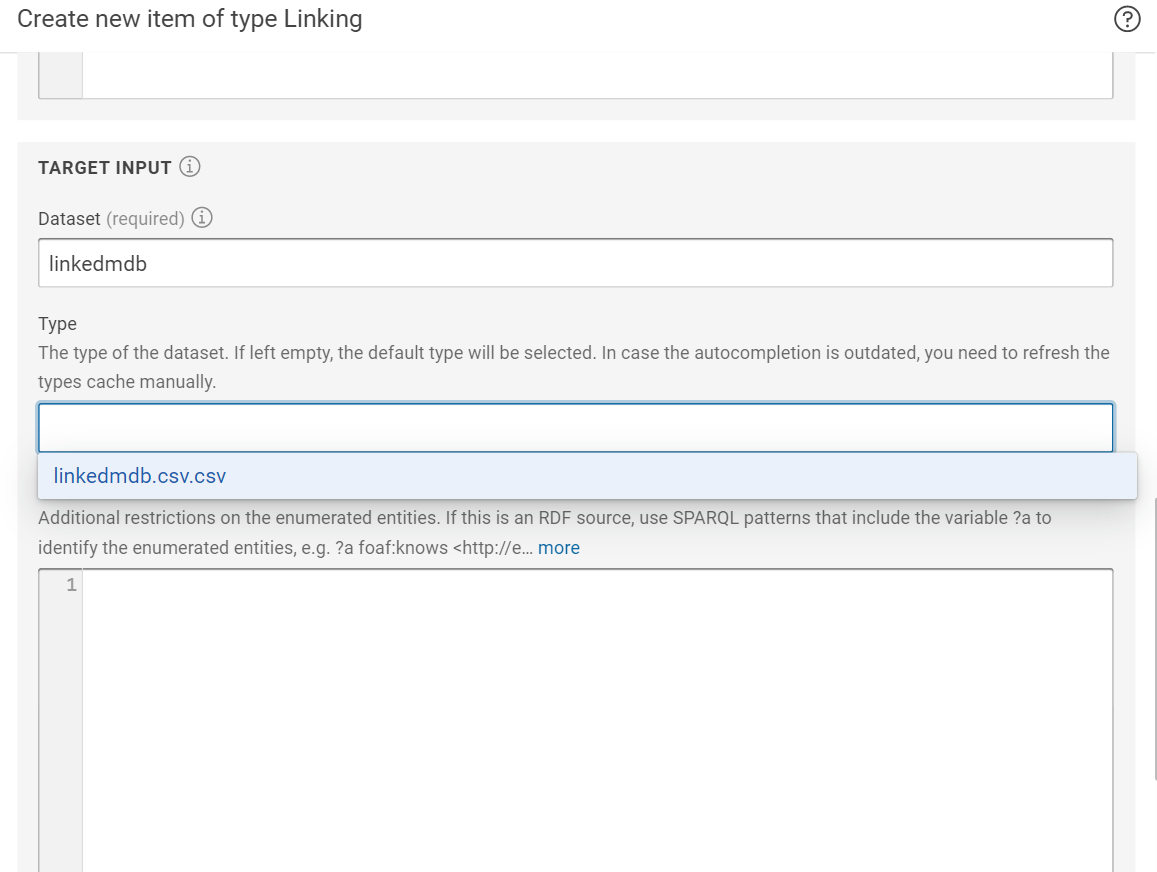 Create new item of type Linking
TARGET INPUT
Dataset (required)
linkedmdb
Type
The type of the dataset. If left empty, the default type will be selected. In case the autocompletion is outdated, you need to refresh the
types cache manually.
linkedmdb.csv.csv
Additional restrictions on the enumerated entities. If this is an RDF source, use SPARQL patterns that include the variable ?a to
identify the enumerated entities, e.g. ?a foaf:knows <http://e... more
1